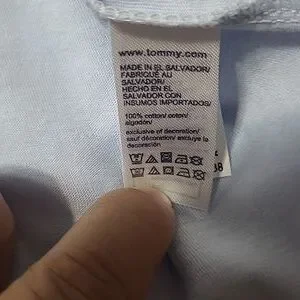 www.tommy.com
MADE IN EL SALVADOR/
FABRIQUÉ AU
SALVADOR/
HECHO EN EL
SALVADOR CON
INSUMOS IMPORTADOS/
100% cotton/ coton/
algodón/
exclusive of decoration/
sauf décoration/ excluye la
decoración